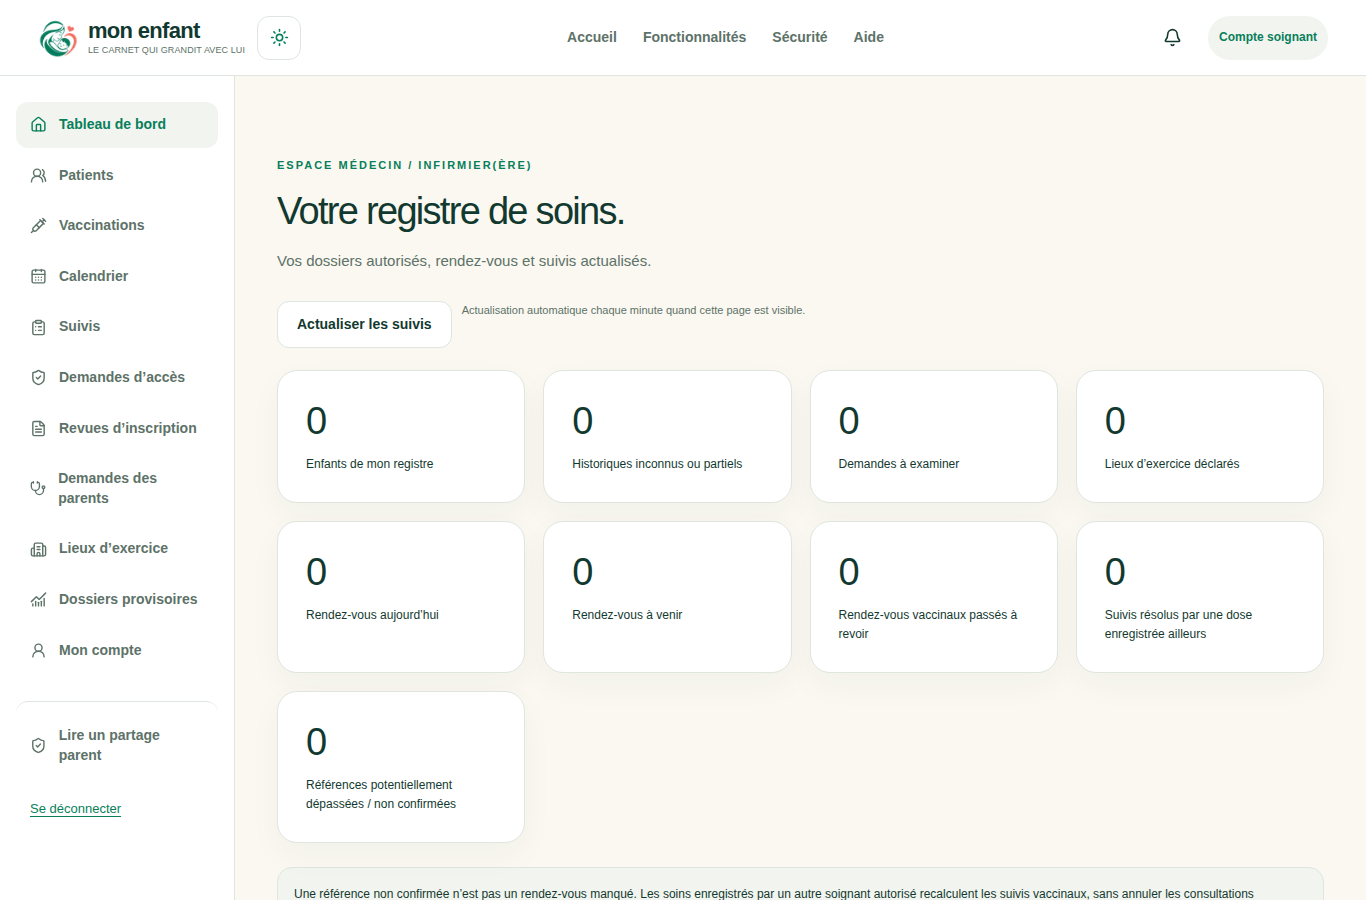 mon enfant
LE CARNET QUI GRANDIT AVEC LUI
Accueil
Fonctionnalités
Sécurité
Aide
Compte soignant
Tableau de bord
Patients
Vaccinations
Calendrier
Suivis
Demandes d’accès
Revues d’inscription
Demandes des
parents
Lieux d’exercice
Dossiers provisoires
Mon compte
Lire un partage
parent
Se déconnecter
ESPACE MÉDECIN / INFIRMIER(ÈRE)
Votre registre de soins.
Vos dossiers autorisés, rendez-vous et suivis actualisés.
Actualiser les suivis
Actualisation automatique chaque minute quand cette page est visible.
0
Enfants de mon registre
0
Historiques inconnus ou partiels
0
Demandes à examiner
0
Lieux d’exercice déclarés
0
Rendez-vous aujourd’hui
0
Rendez-vous à venir
0
Rendez-vous vaccinaux passés à
revoir
0
Suivis résolus par une dose
enregistrée ailleurs
0
Références potentiellement
dépassées / non confirmées
Une référence non confirmée n’est pas un rendez-vous manqué. Les soins enregistrés par un autre soignant autorisé recalculent les suivis vaccinaux, sans annuler les consultations